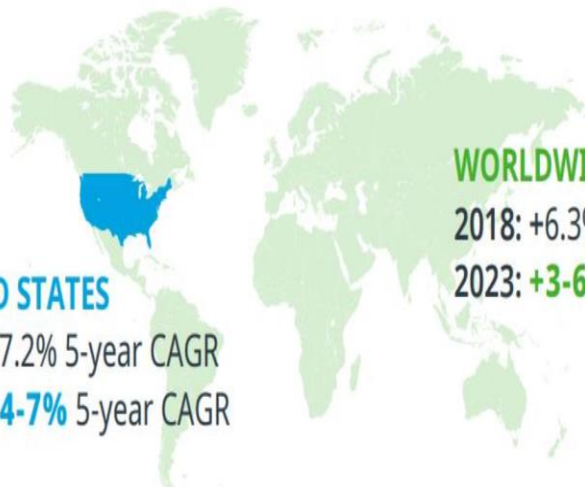 WORLDWI
2018: +6.3%
2023: +3-6
D STATES
7.2% 5-year CAGR
4-7% 5-year CAGR